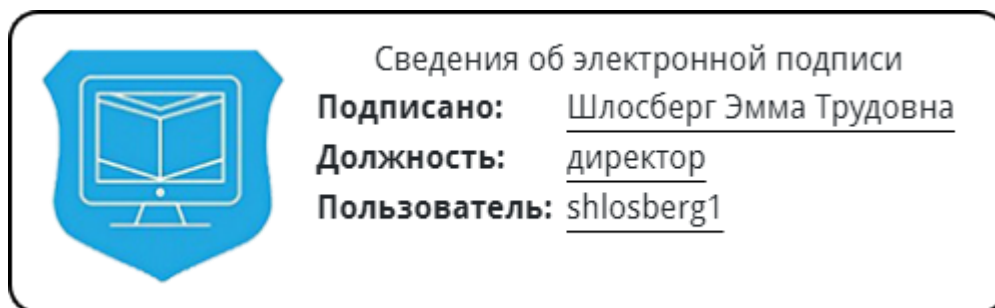 Сведения об электронной подписи
Подписано: Шлосберг Эмма Трудовна
Должность: директор
Пользователь: shlosberg1